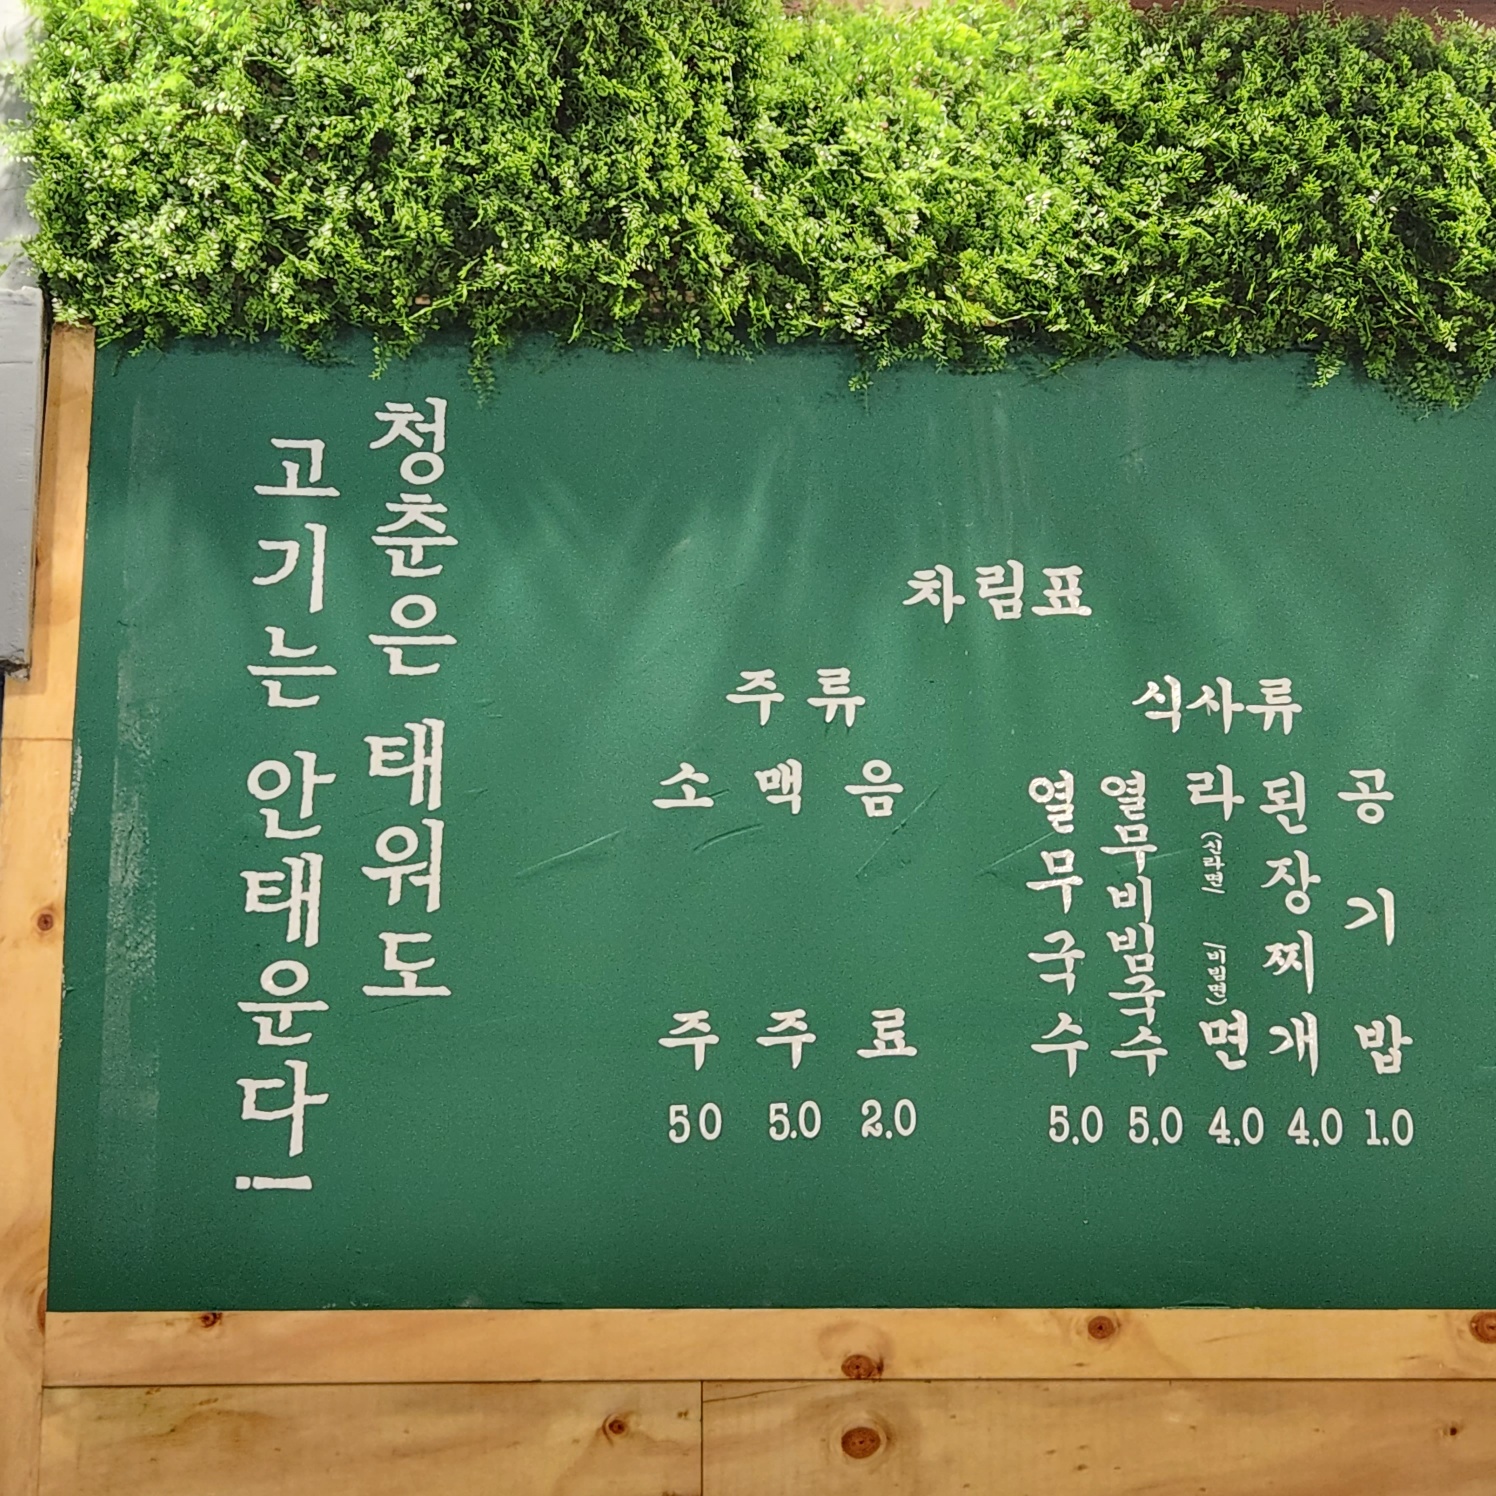 청춘은 태워도
고기는 안태운다!
차림표
주류
소주 50
맥주 5.0
음료 2.0
식사류
열무국수 5.0
열무비빔국수 5.0
라(신라면/비빔면)면 4.0
된장찌개 4.0
공기밥 1.0